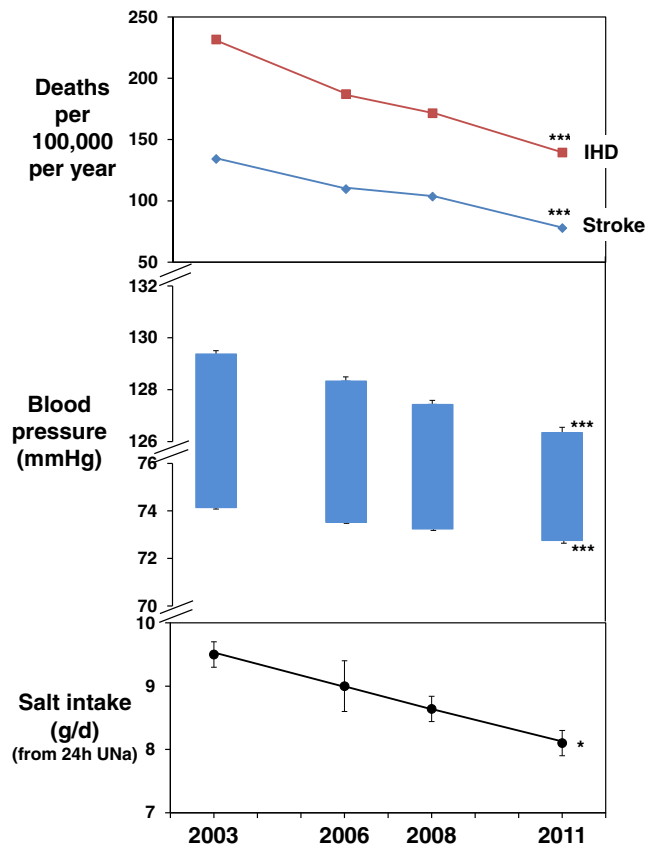 250
200
150
100
50
Deaths
per
100,000
per year
***
IHD
***
Stroke
132
130
128
126
76
74
72
70
Blood
pressure
(mmHg)
***
***
10
9
8
7
Salt intake
(g/d)
(from 24h UNa)
*
2003 2006 2008 2011